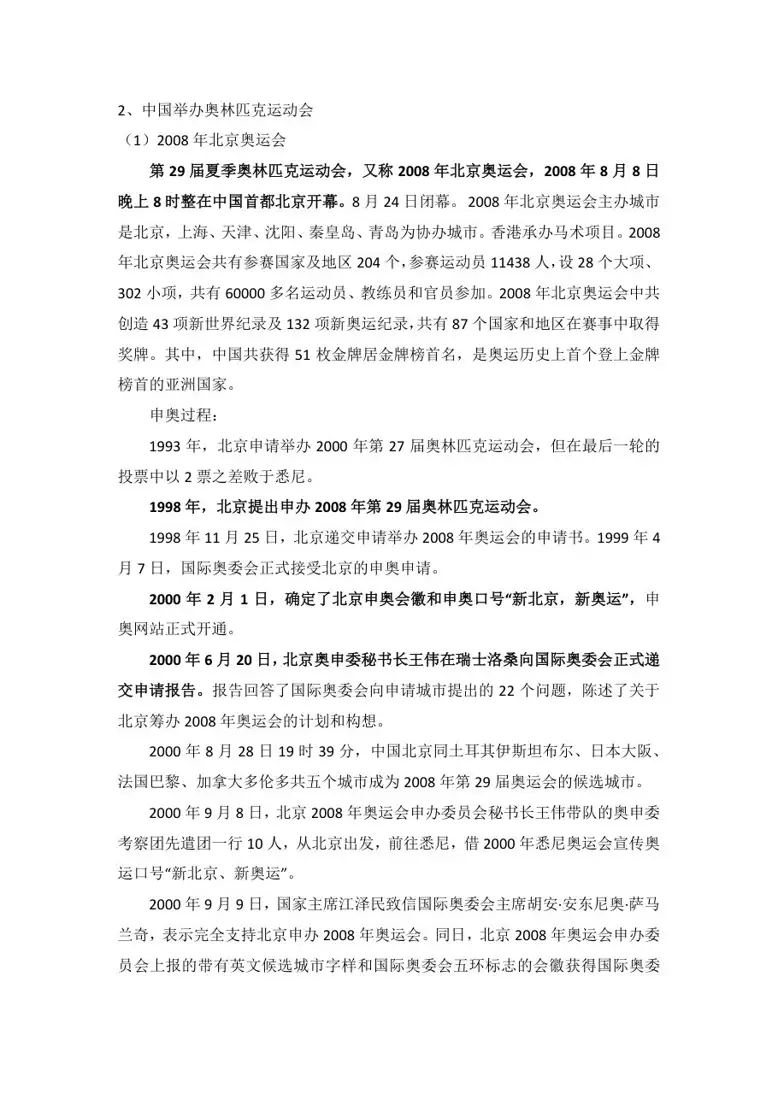 2、中国举办奥林匹克运动会
（1）2008 年北京奥运会
第 29 届夏季奥林匹克运动会，又称 2008 年北京奥运会，2008 年 8 月 8 日
晚上 8 时整在中国首都北京开幕。8 月 24 日闭幕。 2008 年北京奥运会主办城市
是北京，上海、天津、沈阳、秦皇岛、青岛为协办城市。香港承办马术项目。2008
年北京奥运会共有参赛国家及地区 204 个，参赛运动员 11438 人，设 28 个大项、
302 小项，共有 60000 多名运动员、教练员和官员参加。2008 年北京奥运会中共
创造 43 项新世界纪录及 132 项新奥运纪录，共有 87 个国家和地区在赛事中取得
奖牌。其中，中国共获得 51 枚金牌居金牌榜首名，是奥运历史上首个登上金牌
榜首的亚洲国家。
申奥过程：
1993 年，北京申请举办 2000 年第 27 届奥林匹克运动会，但在最后一轮的
投票中以 2 票之差败于悉尼。
1998 年，北京提出申办 2008 年第 29 届奥林匹克运动会。
1998 年 11 月 25 日，北京递交申请举办 2008 年奥运会的申请书。1999 年 4
月 7 日，国际奥委会正式接受北京的申奥申请。
2000 年 2 月 1 日，确定了北京申奥会徽和申奥口号“新北京，新奥运”，申
奥网站正式开通。
2000 年 6 月 20 日，北京奥申委秘书长王伟在瑞士洛桑向国际奥委会正式递
交申请报告。报告回答了国际奥委会向申请城市提出的 22 个问题，陈述了关于
北京筹办 2008 年奥运会的计划和构想。
2000 年 8 月 28 日 19 时 39 分，中国北京同土耳其伊斯坦布尔、日本大阪、
法国巴黎、加拿大多伦多共五个城市成为 2008 年第 29 届奥运会的候选城市。
2000 年 9 月 8 日，北京 2008 年奥运会申办委员会秘书长王伟带队的奥申委
考察团先遣团一行 10 人，从北京出发，前往悉尼，借 2000 年悉尼奥运会宣传奥
运口号“新北京、新奥运”。
2000 年 9 月 9 日，国家主席江泽民致信国际奥委会主席胡安·安东尼奥·萨马
兰奇，表示完全支持北京申办 2008 年奥运会。同日，北京 2008 年奥运会申办委
员会上报的带有英文候选城市字样和国际奥委会五环标志的会徽获得国际奥委